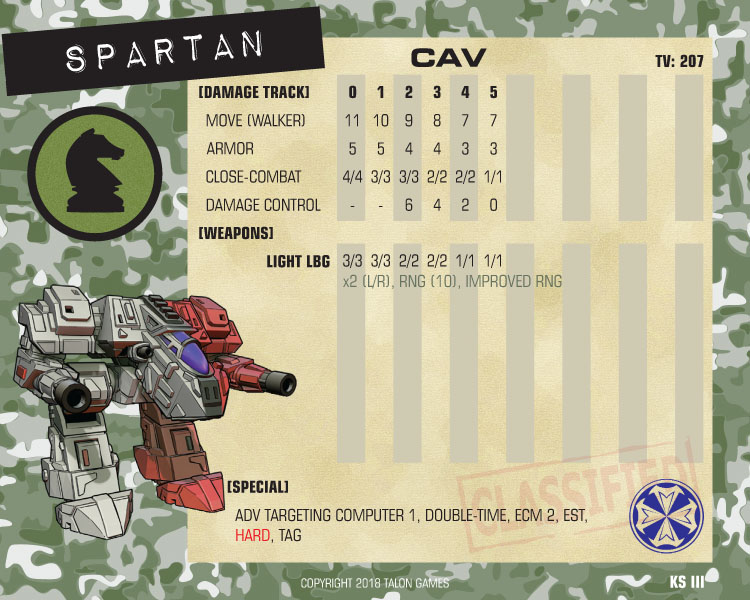 SPARTAN
CAV
TV: 207
[DAMAGE TRACK] 0 1 2 3 4 5
MOVE (WALKER) 11 10 9 8 7 7
ARMOR 5 5 4 4 3 3
CLOSE-COMBAT 4/4 3/3 3/3 2/2 2/2 1/1
DAMAGE CONTROL - - 6 4 2 0
[WEAPONS]
LIGHT LBG 3/3 3/3 2/2 2/2 1/1 1/1
x2 (L/R), RNG (10), IMPROVED RNG
[SPECIAL]
CLASSIFIED
ADV TARGETING COMPUTER 1, DOUBLE-TIME, ECM 2, EST,
HARD, TAG
COPYRIGHT 2018 TALON GAMES
KS III